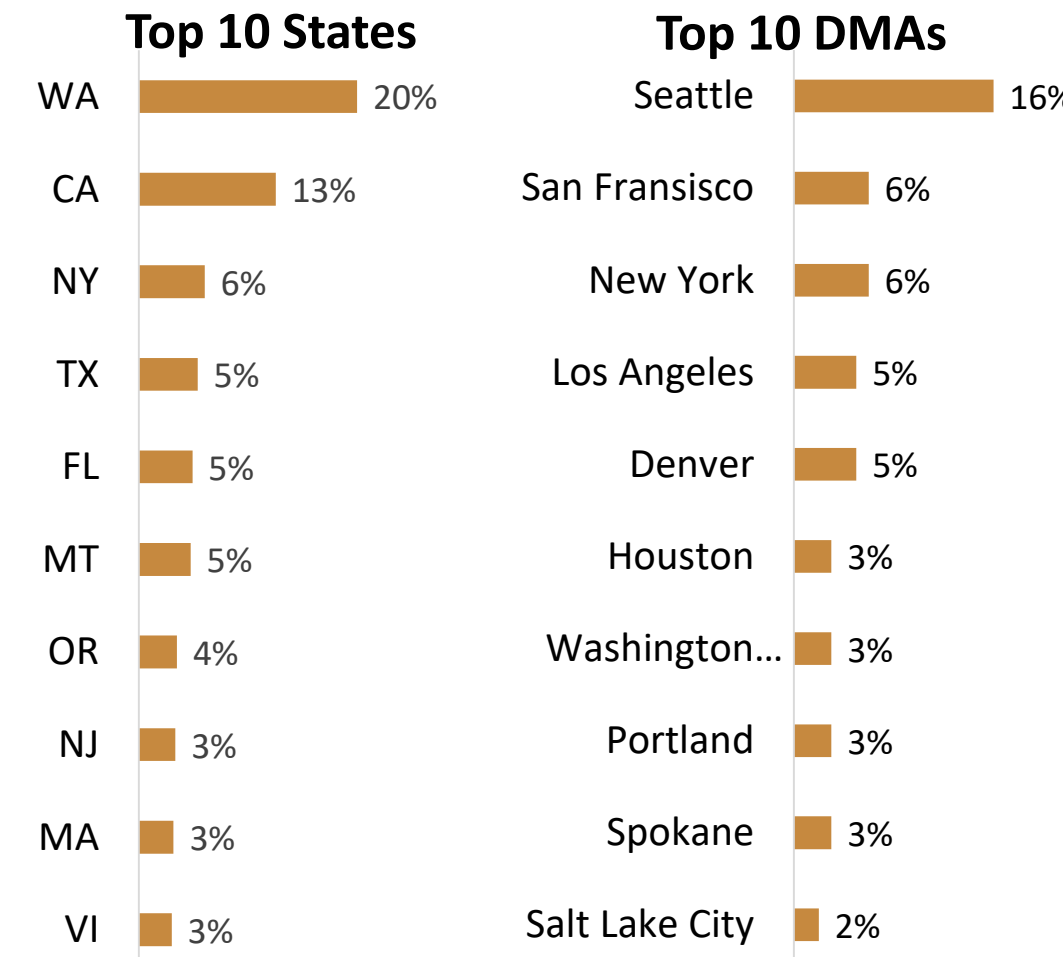 Top 10 States
WA 20%
CA 13%
NY 6%
TX 5%
FL 5%
MT 5%
OR 4%
NJ 3%
MA 3%
VI 3%
Top 10 DMAs
Seattle 16%
San Fransisco 6%
New York 6%
Los Angeles 5%
Denver 5%
Houston 3%
Washington... 3%
Portland 3%
Spokane 3%
Salt Lake City 2%